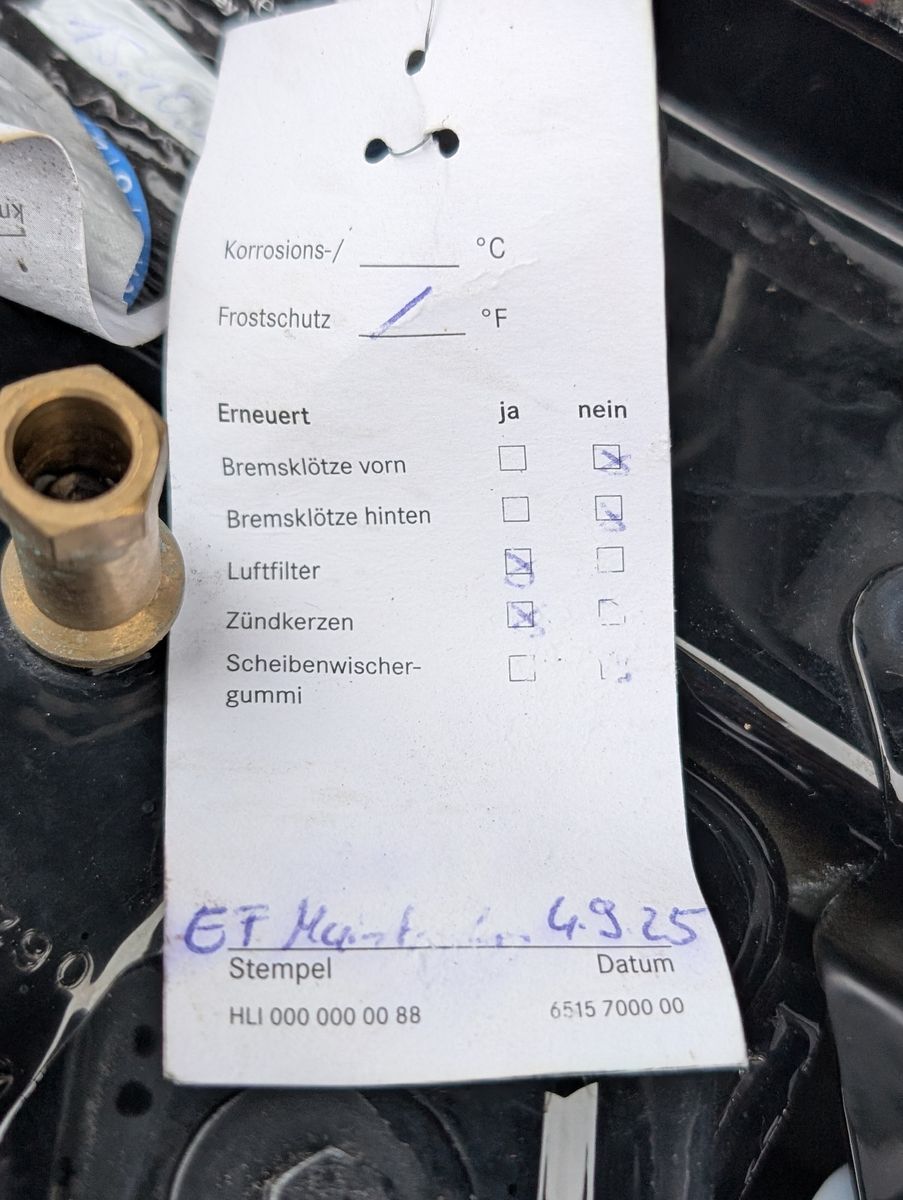 Korrosions-/ °C
Frostschutz / °F
Erneuert ja nein
Bremsklötze vorn
Bremsklötze hinten
Luftfilter
Zündkerzen
Scheibenwischer-
gummi
EF 4.9.25
Stempel Datum
HLI 000 000 00 88 6515 7000 00